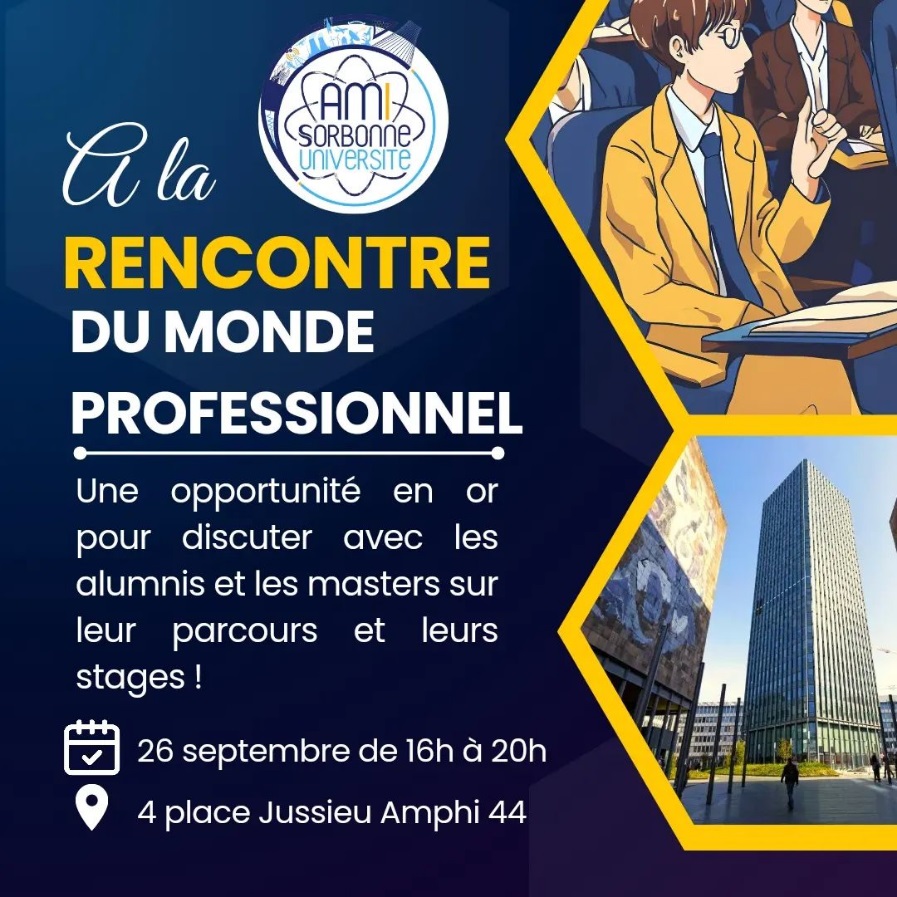 AMI
SORBONNE
UNIVERSITE
A la
RENCONTRE
DU MONDE
PROFESSIONNEL
Une opportunité en or
pour discuter avec les
alumnis et les masters sur
leur parcours et leurs
stages !
26 septembre de 16h à 20h
4 place Jussieu Amphi 44